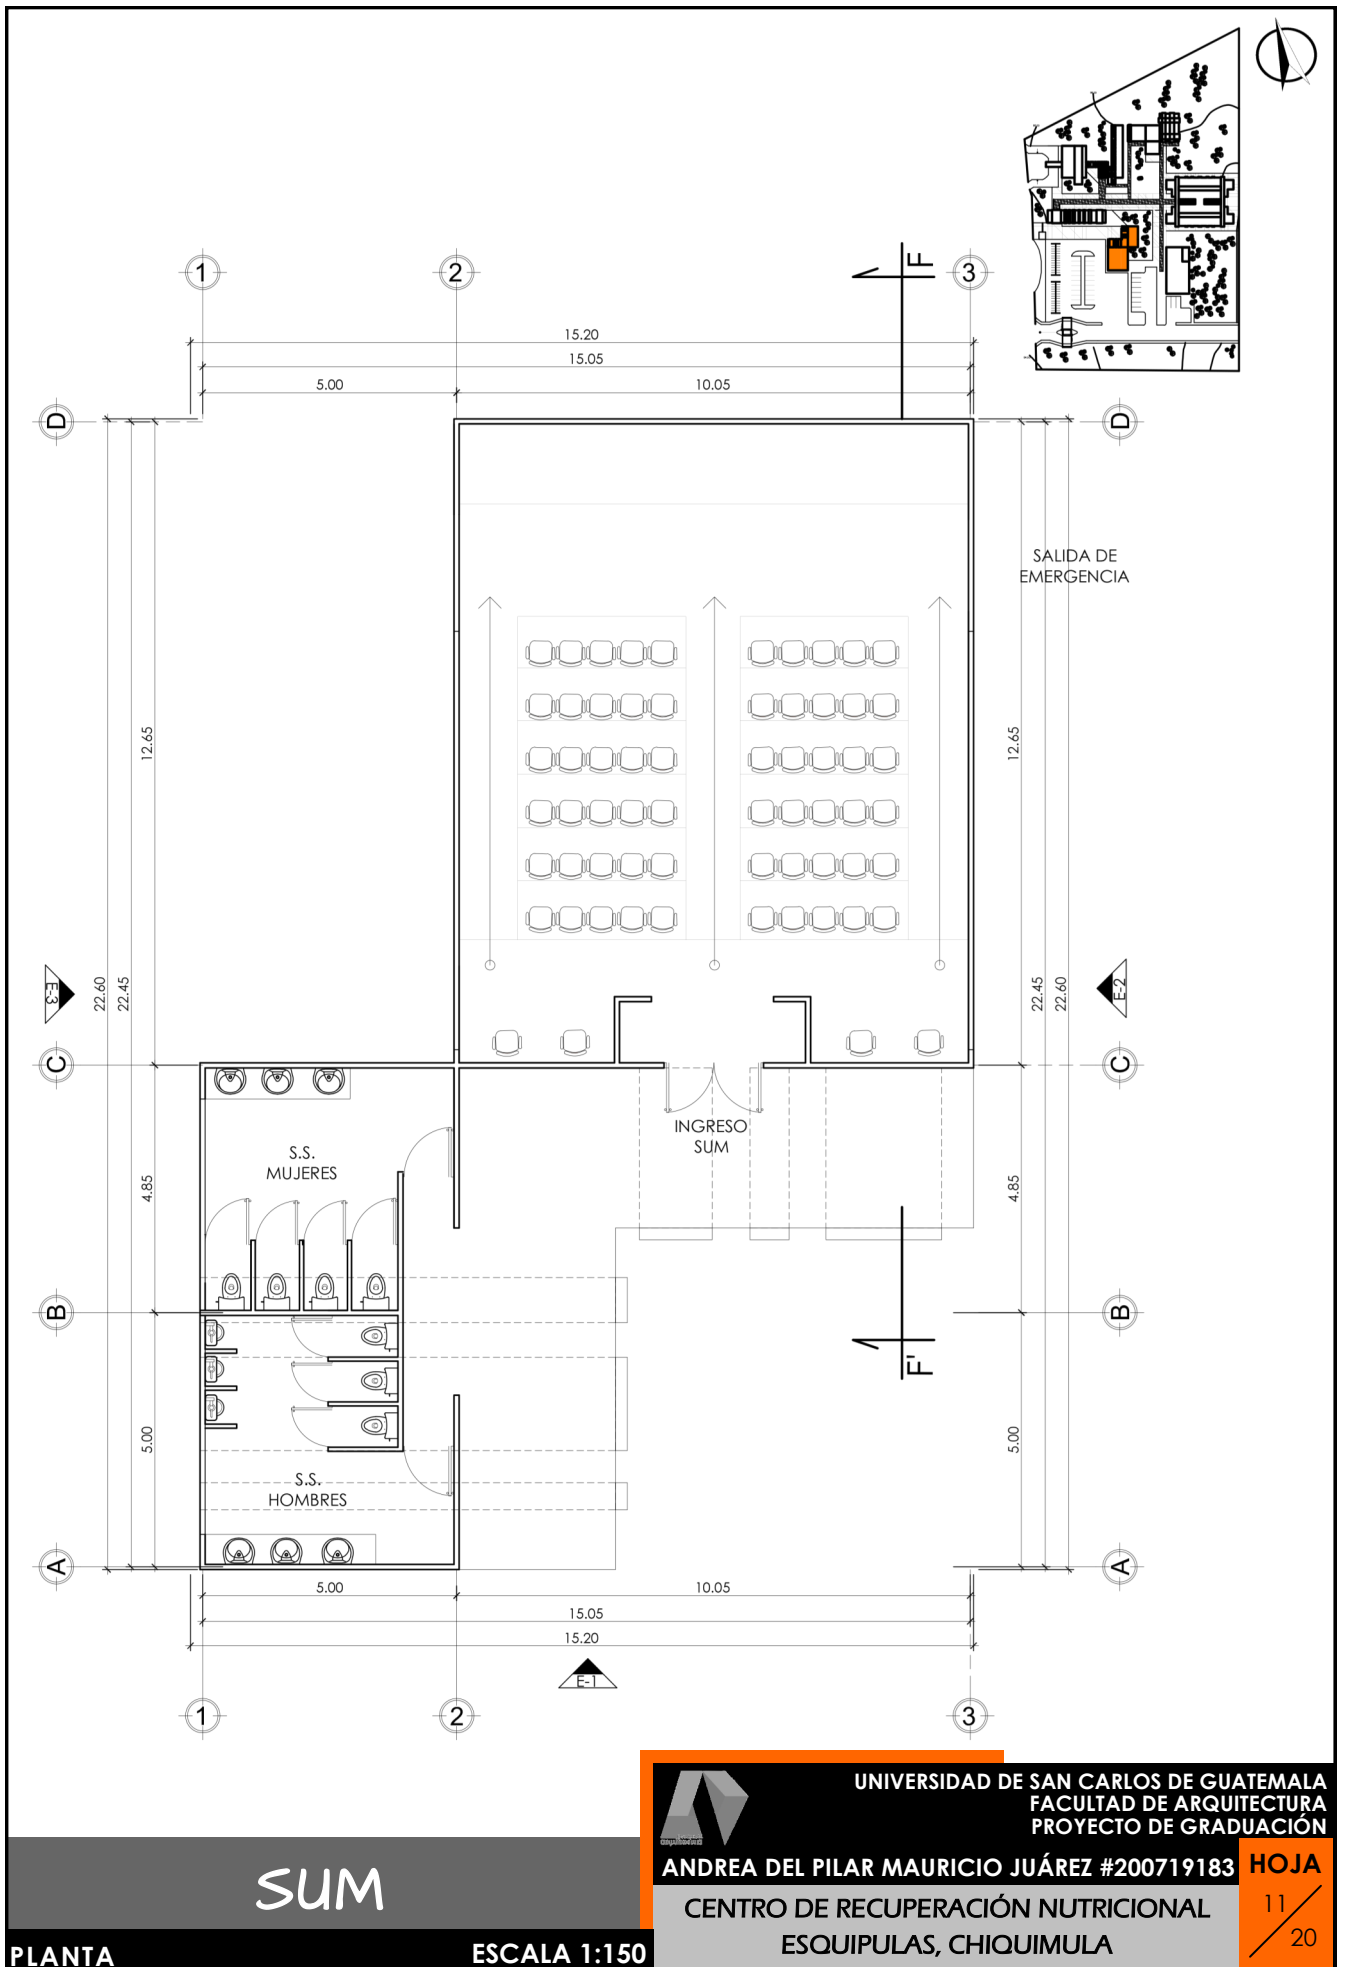 1
2
F
3
15.20
15.05
5.00
10.05
D
D
SALIDA DE
EMERGENCIA
12.65
12.65
22.60
22.45
22.45
22.60
E-3
E-2
C
C
INGRESO
SUM
S.S.
MUJERES
4.85
4.85
B
B
F'
5.00
5.00
S.S.
HOMBRES
A
A
5.00
10.05
15.05
15.20
E-1
1
2
3
UNIVERSIDAD DE SAN CARLOS DE GUATEMALA
FACULTAD DE ARQUITECTURA
PROYECTO DE GRADUACIÓN
ANDREA DEL PILAR MAURICIO JUÁREZ #200719183
HOJA
11
20
SUM
CENTRO DE RECUPERACIÓN NUTRICIONAL
ESQUIPULAS, CHIQUIMULA
PLANTA
ESCALA 1:150